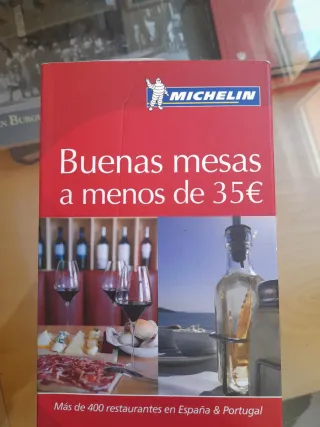 MICHELIN
Buenas mesas
a menos de 35€
Más de 400 restaurantes en España & Portugal